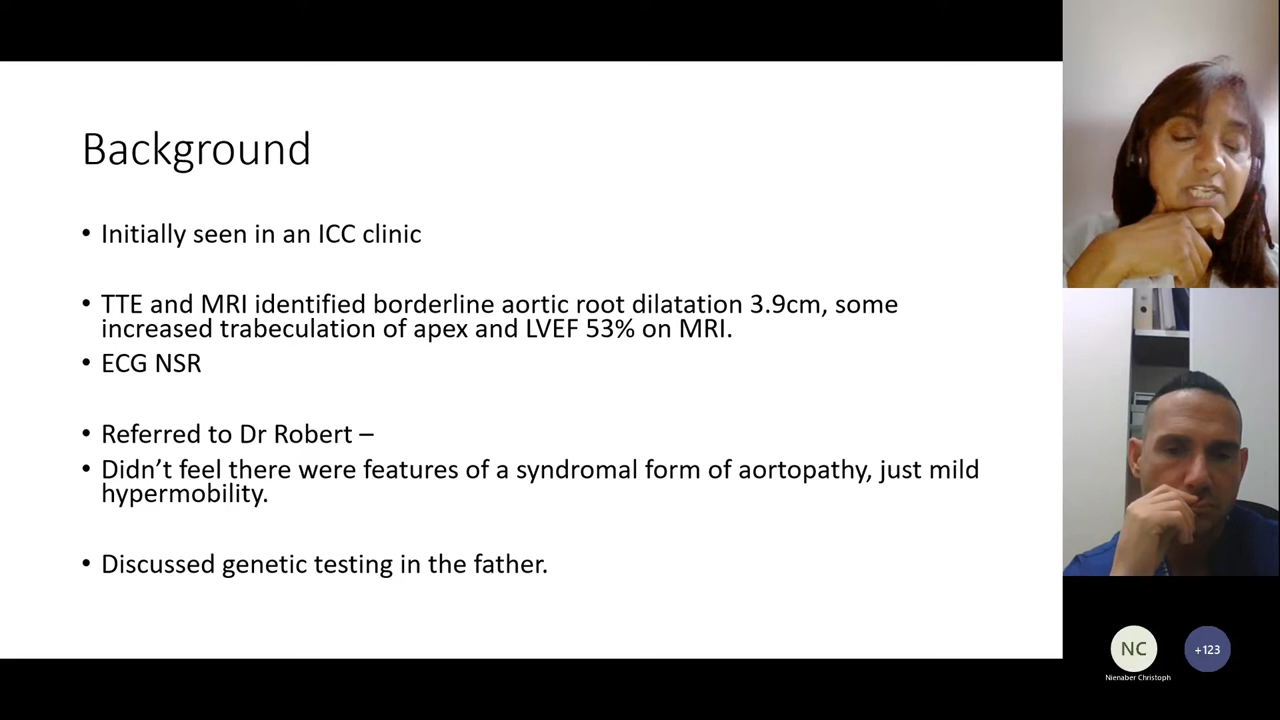 Background
• Initially seen in an ICC clinic
• TTE and MRI identified borderline aortic root dilatation 3.9cm, some
increased trabeculation of apex and LVEF 53% on MRI.
• ECG NSR
• Referred to Dr Robert –
• Didn’t feel there were features of a syndromal form of aortopathy, just mild
hypermobility.
• Discussed genetic testing in the father.
NC
+123
Nienaber Christoph